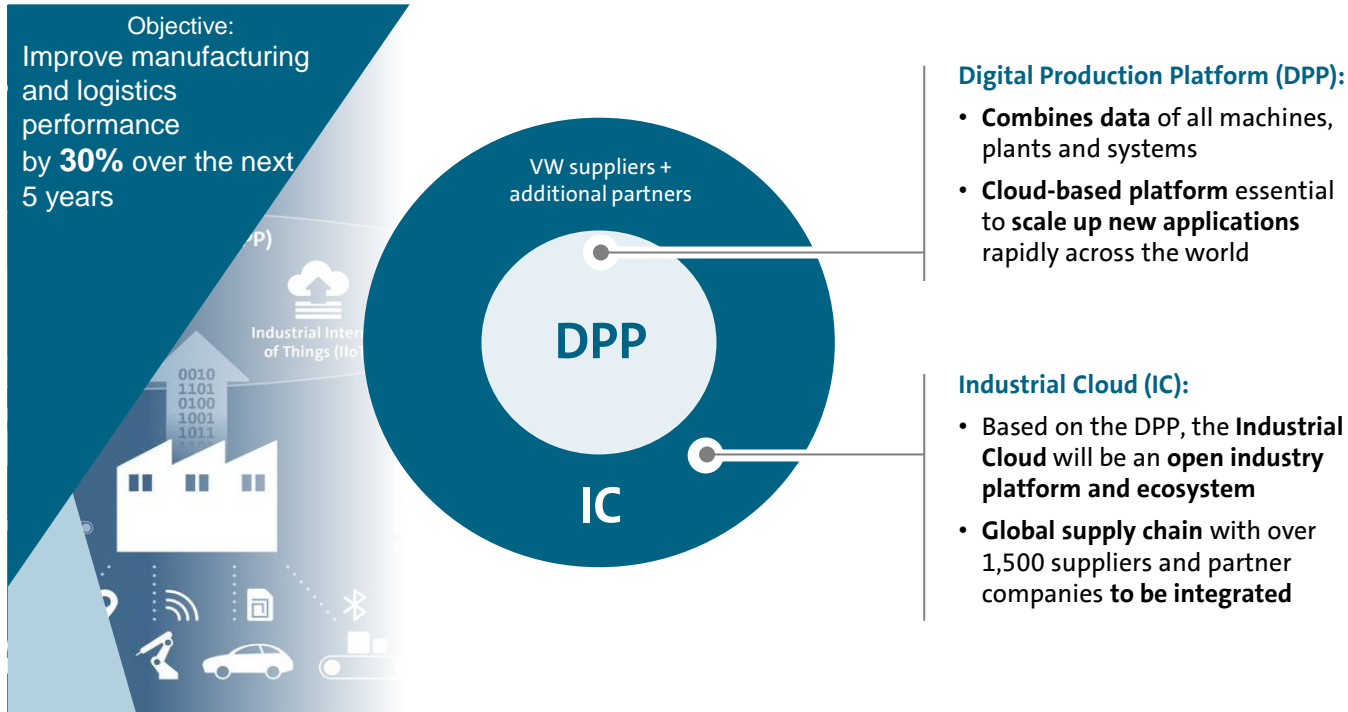 Objective:
Improve manufacturing
and logistics
performance
by 30% over the next
5 years
PP)
Industrial Inter
of Things (IIoT
0010
1101
0100
1001
1011
VW suppliers +
additional partners
DPP
IC
Digital Production Platform (DPP):
• Combines data of all machines,
plants and systems
• Cloud-based platform essential
to scale up new applications
rapidly across the world
Industrial Cloud (IC):
• Based on the DPP, the Industrial
Cloud will be an open industry
platform and ecosystem
• Global supply chain with over
1,500 suppliers and partner
companies to be integrated